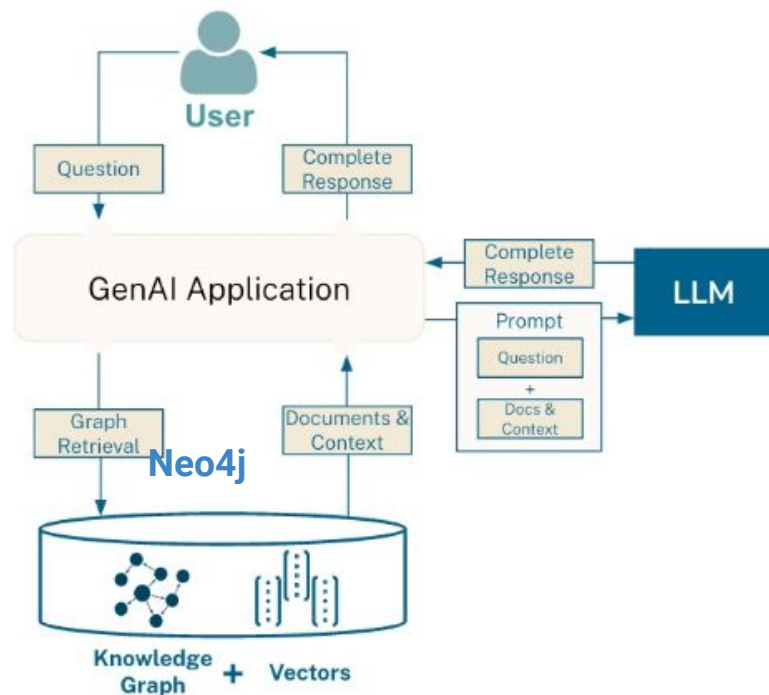 User
Question
Complete
Response
GenAI Application
Complete
Response
LLM
Prompt
Question
+
Docs &
Context
Graph
Retrieval
Neo4j
Documents &
Context
Knowledge
Graph
+
Vectors